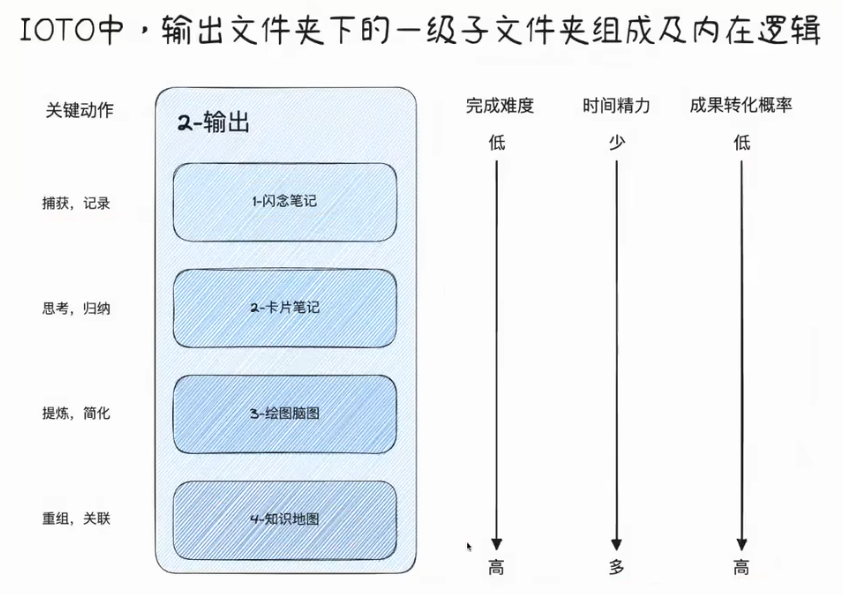 IOTO中，输出文件夹下的一级子文件夹组成及内在逻辑
关键动作
2-输出
完成难度
时间精力
成果转化概率
低
少
低
捕获，记录
1-闪念笔记
思考，归纳
2-卡片笔记
提炼，简化
3-绘图脑图
重组，关联
4-知识地图
高
多
高